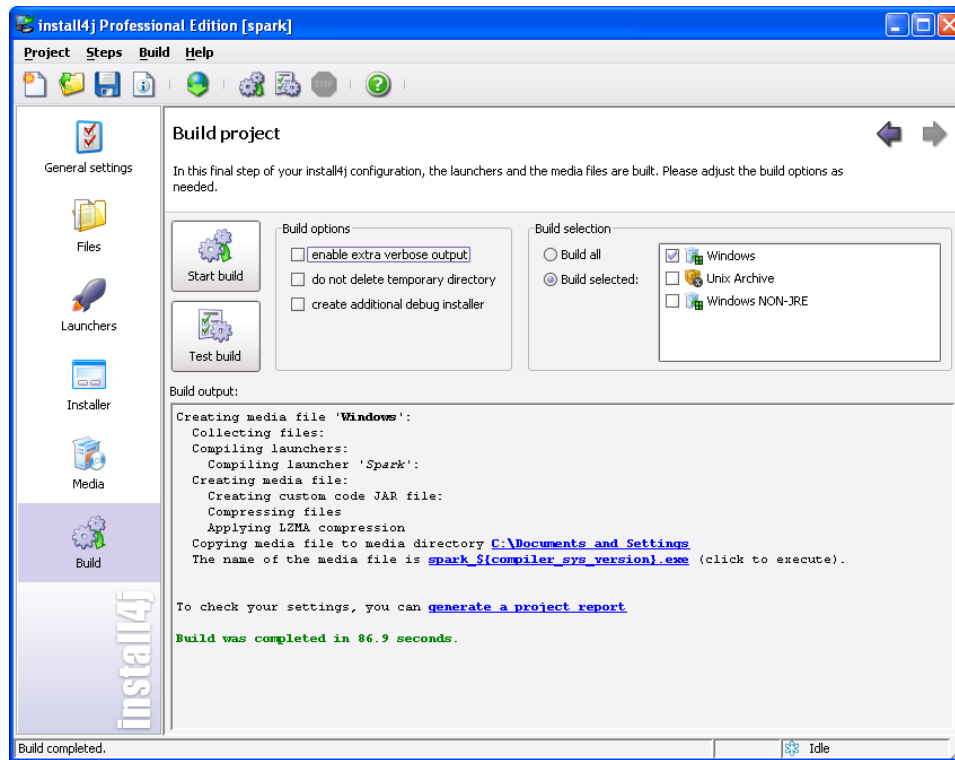 install4j Professional Edition [spark]
Project Steps Build Help
STOP
General settings
Files
Launchers
Installer
Media
Build
install4j
Build project
In this final step of your install4j configuration, the launchers and the media files are built. Please adjust the build options as
needed.
Start build
Test build
Build options
enable extra verbose output
do not delete temporary directory
create additional debug installer
Build selection
Build all
Build selected:
Windows
Unix Archive
Windows NON-JRE
Build output:
Creating media file 'Windows':
Collecting files:
Compiling launchers:
Compiling launcher 'Spark':
Creating media file:
Creating custom code JAR file:
Compressing files
Applying LZMA compression
Copying media file to media directory C:\Documents and Settings
The name of the media file is spark_${compiler_sys_version}.exe (click to execute).
To check your settings, you can generate a project report
Build was completed in 86.9 seconds.
Build completed.
Idle